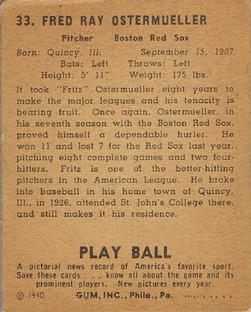 33. FRED RAY OSTERMUELLER
Pitcher Boston Red Sox
Born: Quincy, Ill. September 15, 1907
Bats: Left Throws: Left
Height: 5' 11" Weight: 175 lbs.
It took "Fritz" Ostermueller eight years to
make the major leagues and his tenacity is
bearing fruit. Once again, Ostermueller, in
his seventh season with the Boston Red Sox,
proved himself a dependable hurler. He
won 11 and lost 7 for the Red Sox last year,
pitching eight complete games and two four-
hitters. Fritz is one of the better-hitting
pitchers in the American League. He broke
into baseball in his home town of Quincy,
Ill., in 1926, attended St. John's College there,
and still makes it his residence.
PLAY BALL
A pictorial news record of America's favorite sport.
Save these cards . . . know all about the game and its
prominent players. New pictures every year.
© 1940, GUM, INC., Phila., Pa.